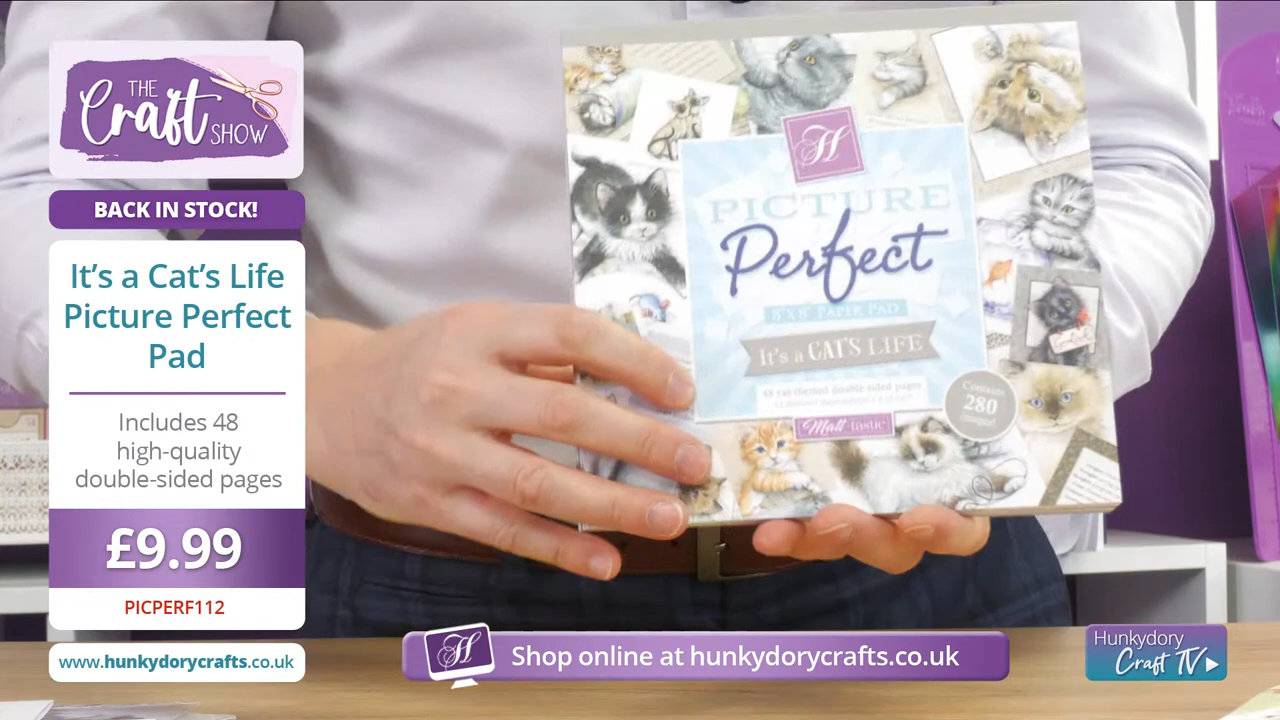 THE
Craft
SHOW
BACK IN STOCK!
It's a Cat's Life
Picture Perfect
Pad
Includes 48
high-quality
double-sided pages
£9.99
PICPERF112
www.hunkydorycrafts.co.uk
H
PICTURE
Perfect
8" X 8" PAPER PAD
It's a CAT'S LIFE
48 cat-themed double-sided pages
Matt-tastic
Contains
280
H
Shop online at hunkydorycrafts.co.uk
Hunkydory
Craft TV